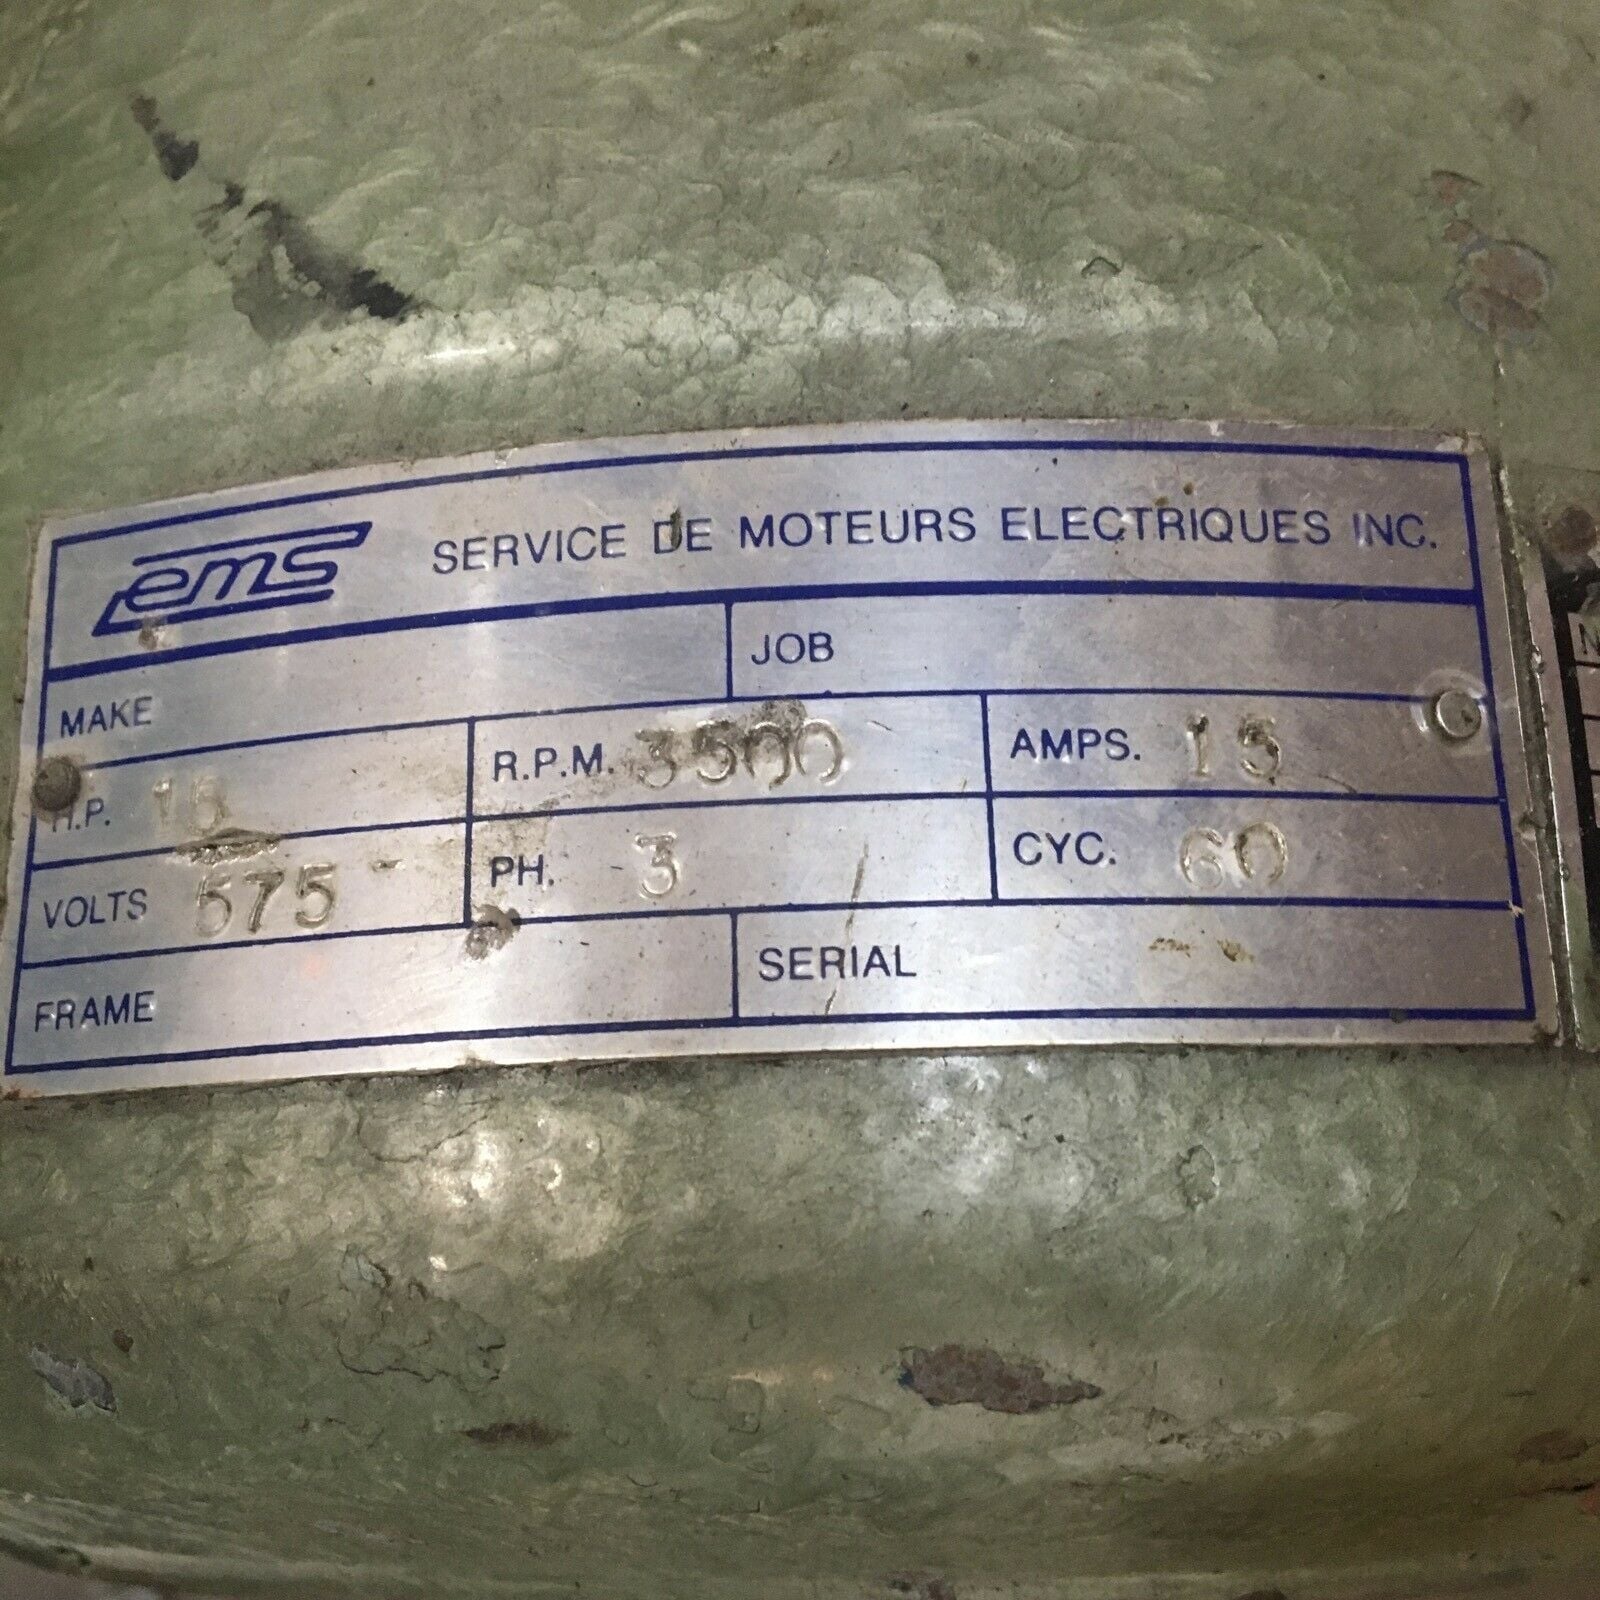 ems SERVICE DE MOTEURS ELECTRIQUES INC.
MAKE JOB
H.P. 15 R.P.M. 3500 AMPS. 15
VOLTS 575 - PH. 3 CYC. 60
FRAME SERIAL